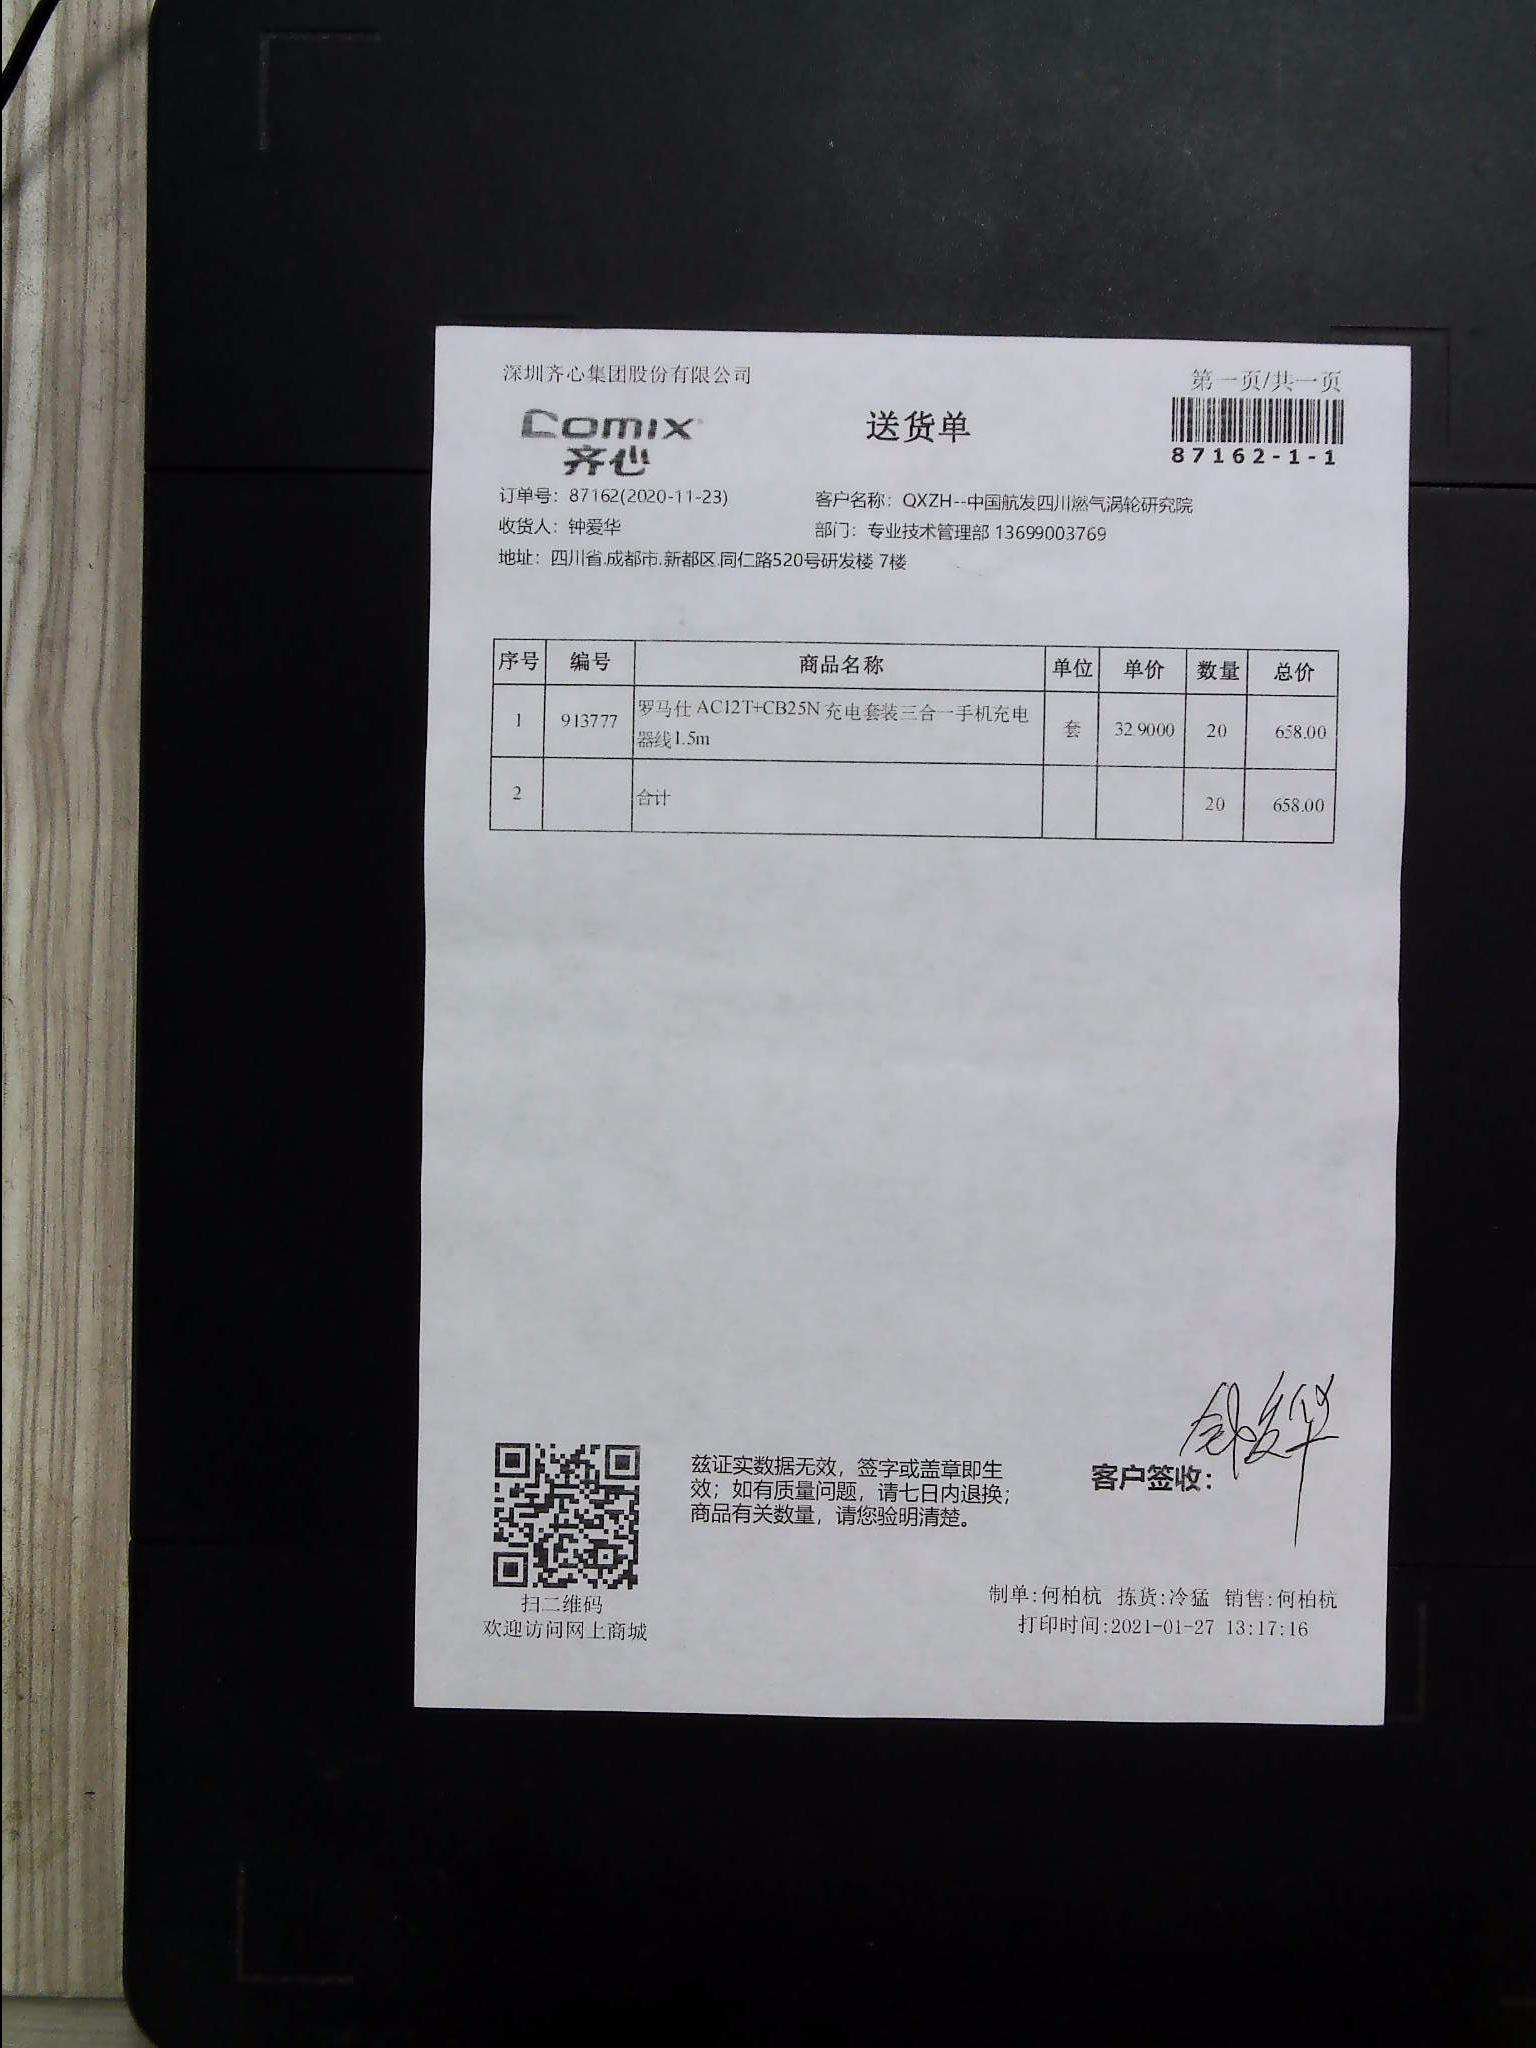 深圳齐心集团股份有限公司
第一页/共一页
Comix
齐心
送货单
87162-1-1
订单号：87162(2020-11-23)
客户名称：QXZH--中国航发四川燃气涡轮研究院
收货人：钟爱华
部门：专业技术管理部 13699003769
地址：四川省.成都市.新都区.同仁路520号研发楼 7楼
序号 编号 商品名称 单位 单价 数量 总价
1 913777 罗马仕 AC12T+CB25N 充电套装三合一手机充电 套 32.9000 20 658.00
器线1.5m
2 合计 20 658.00
兹证实数据无效，签字或盖章即生
效；如有质量问题，请七日内退换；
商品有关数量，请您验明清楚。
客户签收：
钟爱华
扫二维码
欢迎访问网上商城
制单:何柏杭 拣货:冷猛 销售:何柏杭
打印时间:2021-01-27 13:17:16